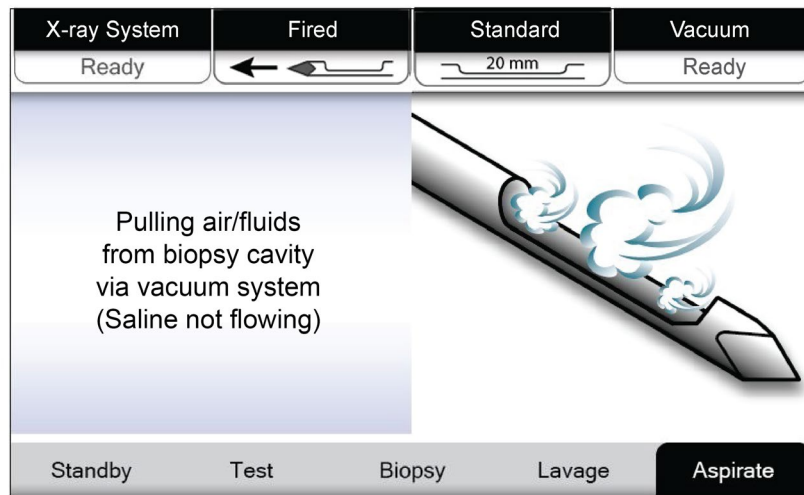 X-ray System
Ready
Fired
Standard
20 mm
Vacuum
Ready
Pulling air/fluids
from biopsy cavity
via vacuum system
(Saline not flowing)
Standby Test Biopsy Lavage Aspirate